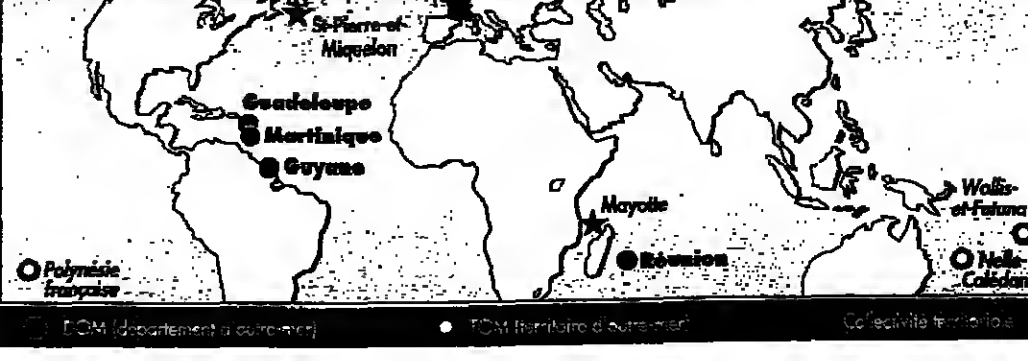 St-Pierre-et-
Miquelon
Guadeloupe
Martinique
Guyane
Mayotte
Réunion
Wallis-
et-Futuna
Polynésie
française
Nelle-
Calédon
DOM (département d'outre-mer)
TOM (territoire d'outre-mer)
Collectivité territoriale